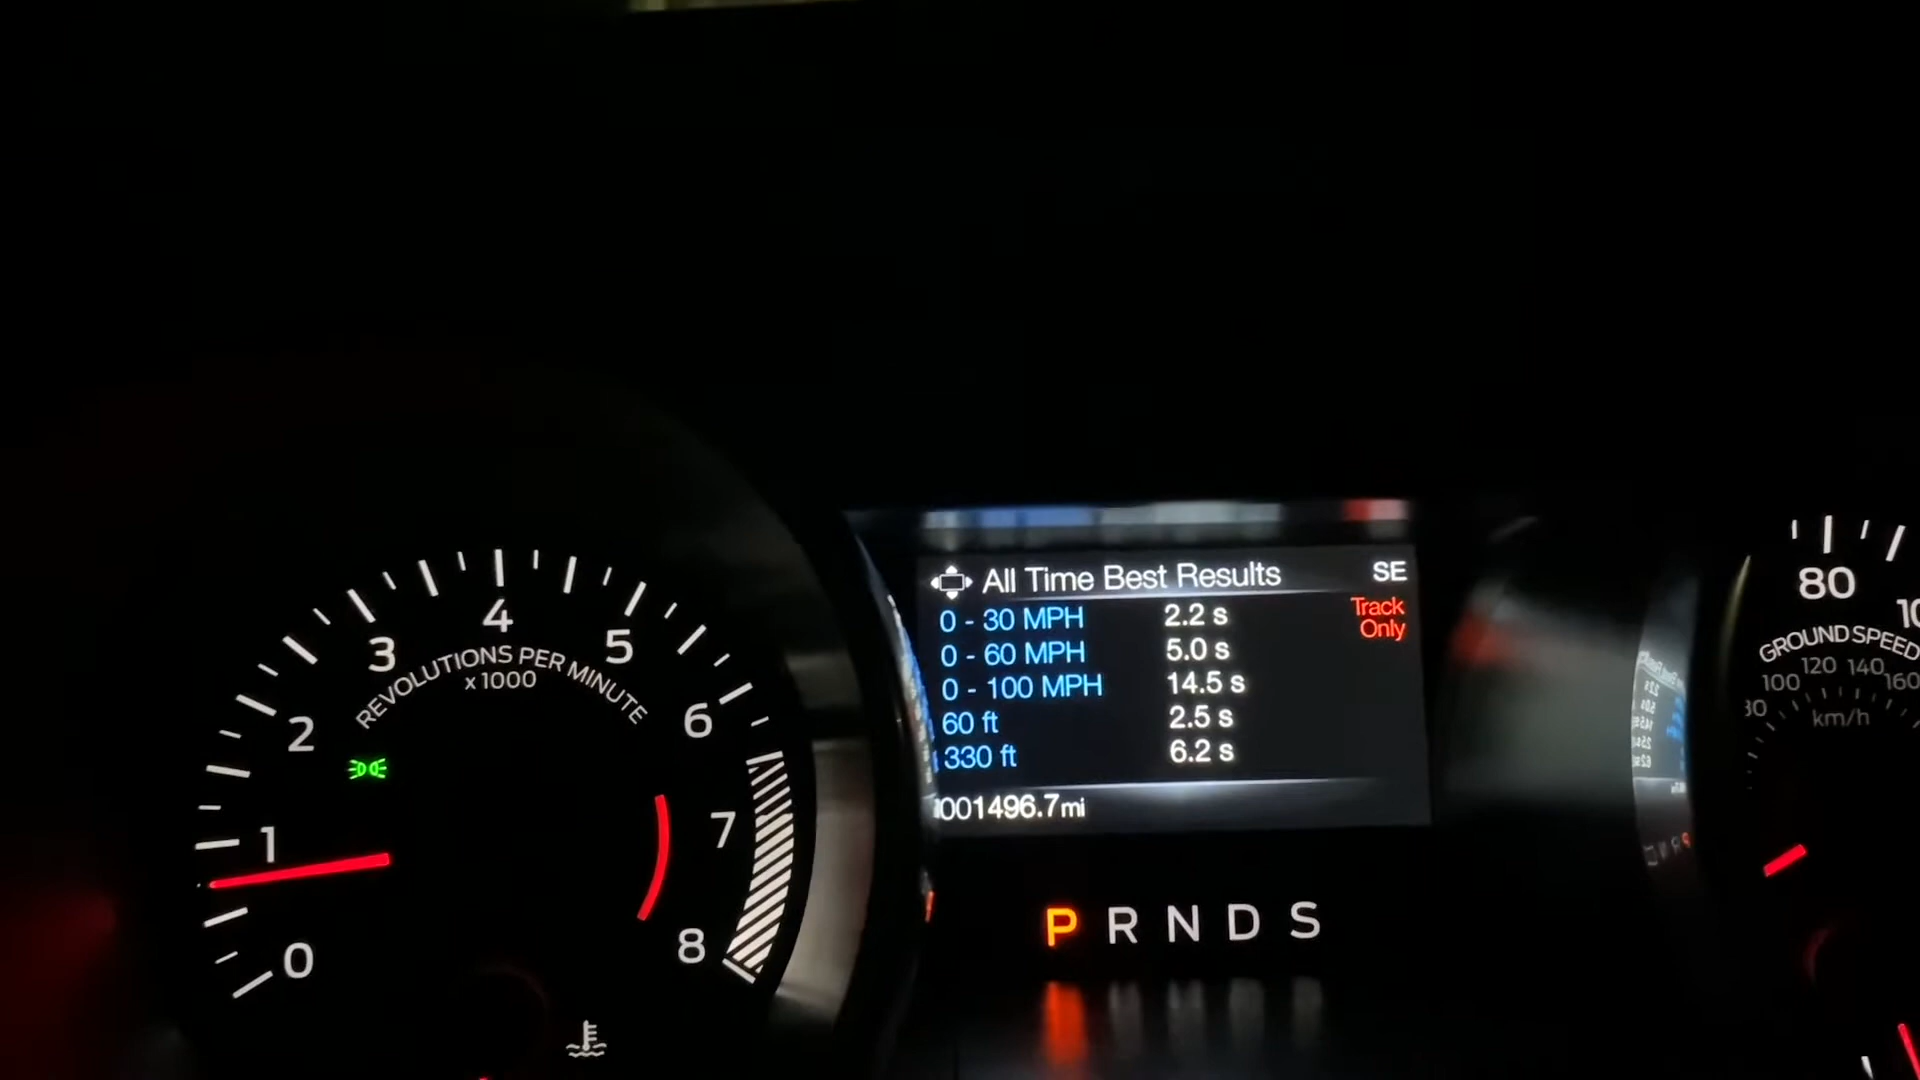 All Time Best Results SE
0 - 30 MPH 2.2 s Track
Only
0 - 60 MPH 5.0 s
0 - 100 MPH 14.5 s
60 ft 2.5 s
330 ft 6.2 s
001496.7mi
P R N D S
0 1 2 3 4 5 6 7 8
REVOLUTIONS PER MINUTE
x1000
80
GROUND SPEED
100 120 140 160
km/h